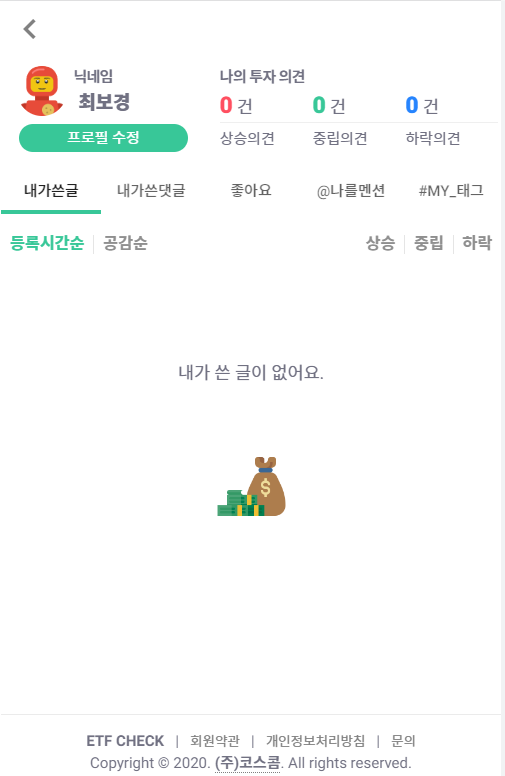 닉네임
최보경
프로필 수정
나의 투자 의견
0 건 0 건 0 건
상승의견 중립의견 하락의견
내가쓴글 내가쓴댓글 좋아요 @나를멘션 #MY_태그
등록시간순 공감순 상승 중립 하락
내가 쓴 글이 없어요.
$
ETF CHECK | 회원약관 | 개인정보처리방침 | 문의
Copyright © 2020. (주)코스콤. All rights reserved.